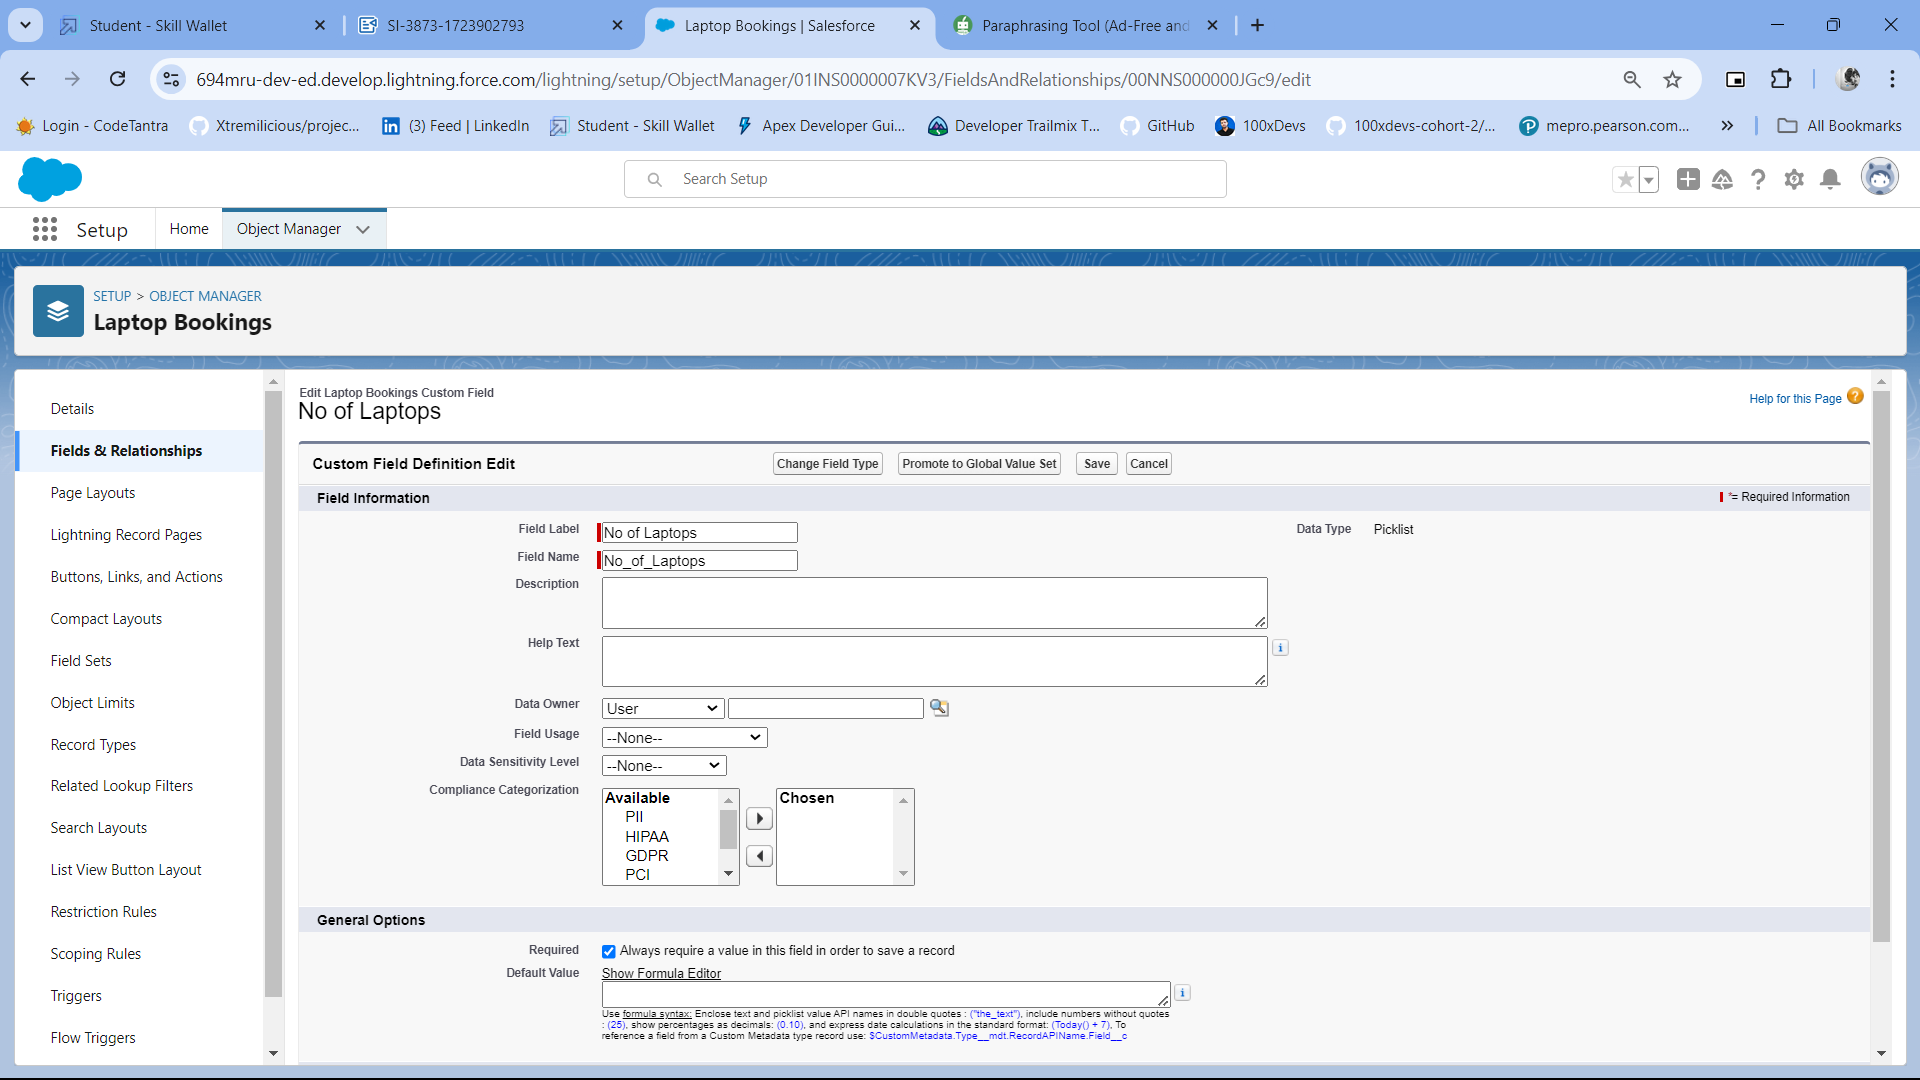 Student - Skill Wallet
SI-3873-1723902793
Laptop Bookings | Salesforce
Paraphrasing Tool (Ad-Free and
694mru-dev-ed.develop.lightning.force.com/lightning/setup/ObjectManager/01INS0000007KV3/FieldsAndRelationships/00NNS000000JGc9/edit
Login - CodeTantra
Xtremilicious/projec...
(3) Feed | LinkedIn
Student - Skill Wallet
Apex Developer Gui...
Developer Trailmix T...
GitHub
100xDevs
100xdevs-cohort-2/...
mepro.pearson.com...
All Bookmarks
Search Setup
Setup
Home
Object Manager
SETUP > OBJECT MANAGER
Laptop Bookings
Details
Fields & Relationships
Page Layouts
Lightning Record Pages
Buttons, Links, and Actions
Compact Layouts
Field Sets
Object Limits
Record Types
Related Lookup Filters
Search Layouts
List View Button Layout
Restriction Rules
Scoping Rules
Triggers
Flow Triggers
Edit Laptop Bookings Custom Field
No of Laptops
Help for this Page
Custom Field Definition Edit
Change Field Type
Promote to Global Value Set
Save
Cancel
Field Information
*= Required Information
Field Label
No of Laptops
Data Type
Picklist
Field Name
No_of_Laptops
Description
Help Text
Data Owner
User
Field Usage
--None--
Data Sensitivity Level
--None--
Compliance Categorization
Available
PII
HIPAA
GDPR
PCI
Chosen
General Options
Required
Always require a value in this field in order to save a record
Default Value
Show Formula Editor
Use formula syntax: Enclose text and picklist value API names in double quotes : ("the_text"), include numbers without quotes
: (25), show percentages as decimals: (0.10), and express date calculations in the standard format: (Today() + 7). To
reference a field from a Custom Metadata type record use: $CustomMetadata.Type__mdt.RecordAPIName.Field__c